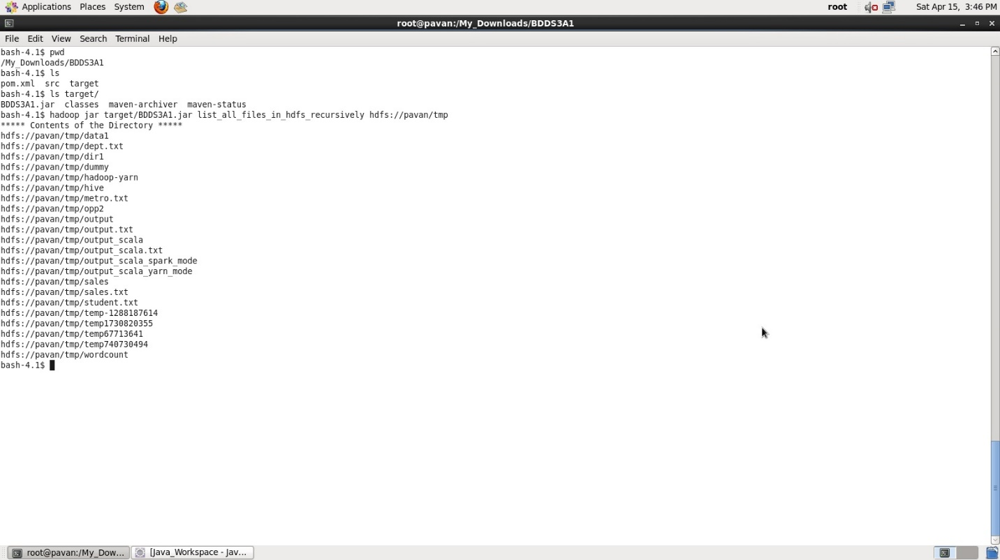 Applications Places System root Sat Apr 15, 3:46 PM
root@pavan:/My_Downloads/BDDS3A1
File Edit View Search Terminal Help
bash-4.1$ pwd
/My_Downloads/BDDS3A1
bash-4.1$ ls
pom.xml  src  target
bash-4.1$ ls target/
BDDS3A1.jar  classes  maven-archiver  maven-status
bash-4.1$ hadoop jar target/BDDS3A1.jar list_all_files_in_hdfs_recursively hdfs://pavan/tmp
***** Contents of the Directory *****
hdfs://pavan/tmp/data1
hdfs://pavan/tmp/dept.txt
hdfs://pavan/tmp/dir1
hdfs://pavan/tmp/dummy
hdfs://pavan/tmp/hadoop-yarn
hdfs://pavan/tmp/hive
hdfs://pavan/tmp/metro.txt
hdfs://pavan/tmp/opp2
hdfs://pavan/tmp/output
hdfs://pavan/tmp/output.txt
hdfs://pavan/tmp/output_scala
hdfs://pavan/tmp/output_scala.txt
hdfs://pavan/tmp/output_scala_spark_mode
hdfs://pavan/tmp/output_scala_yarn_mode
hdfs://pavan/tmp/sales
hdfs://pavan/tmp/sales.txt
hdfs://pavan/tmp/student.txt
hdfs://pavan/tmp/temp-1288187614
hdfs://pavan/tmp/temp1730820355
hdfs://pavan/tmp/temp67713641
hdfs://pavan/tmp/temp740730494
hdfs://pavan/tmp/wordcount
bash-4.1$
root@pavan:/My_Dow... [Java_Workspace - Jav...